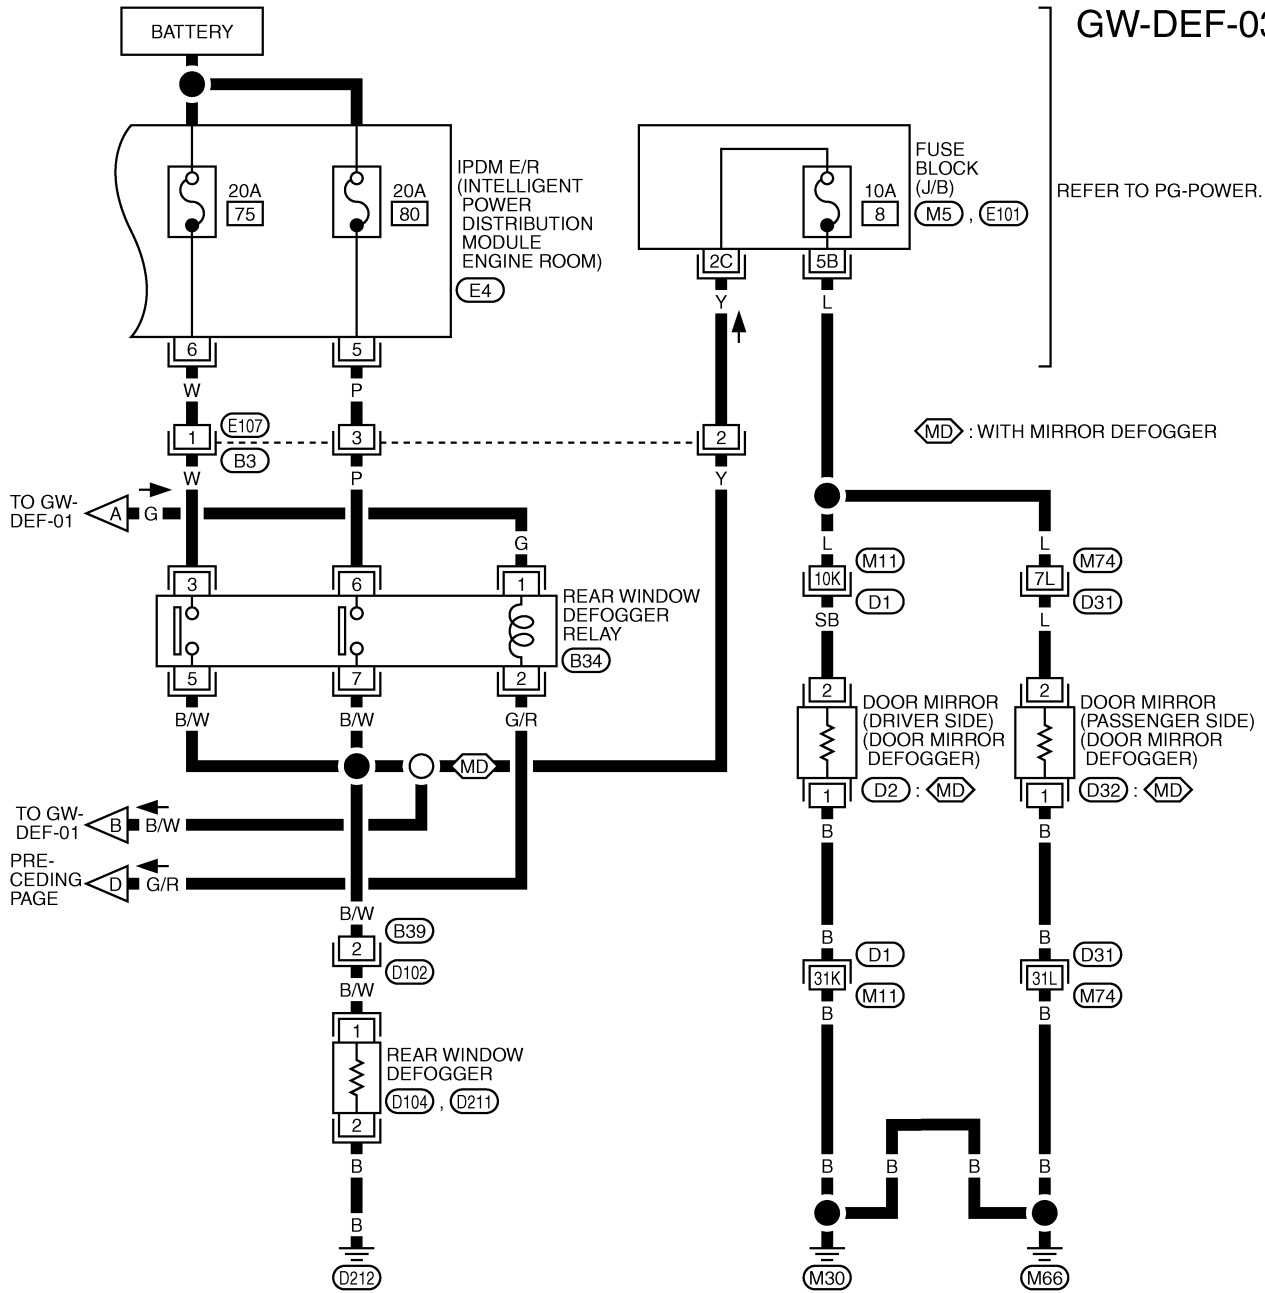 GW-DEF-03
BATTERY
20A
75
20A
80
IPDM E/R
(INTELLIGENT
POWER
DISTRIBUTION
MODULE
ENGINE ROOM)
E4
10A
8
FUSE
BLOCK
(J/B)
M5 , E101
REFER TO PG-POWER.
2C
5B
Y
L
6
5
W
P
1
E107
B3
3
2
W
P
Y
MD : WITH MIRROR DEFOGGER
TO GW-
DEF-01
A
G
G
L
L
3
6
1
10K
M11
D1
7L
M74
D31
REAR WINDOW
DEFOGGER
RELAY
B34
SB
L
5
7
2
B/W
B/W
G/R
2
2
DOOR MIRROR
(DRIVER SIDE)
(DOOR MIRROR
DEFOGGER)
D2 : MD
DOOR MIRROR
(PASSENGER SIDE)
(DOOR MIRROR
DEFOGGER)
D32 : MD
MD
1
1
TO GW-
DEF-01
B
B/W
B
B
PRE-
CEDING
PAGE
D
G/R
B/W
2
B39
D102
B/W
B
B
31K
D1
M11
31L
D31
M74
B
B
1
REAR WINDOW
DEFOGGER
D104 , D211
2
B
B
B
B
B
B
D212
M30
M66